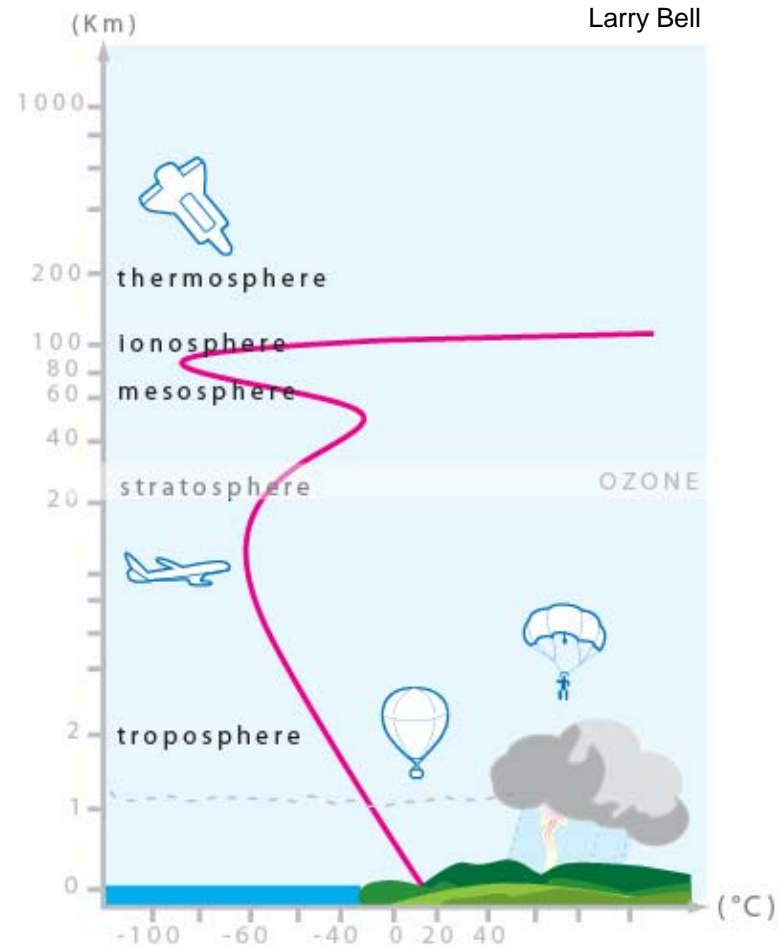 Larry Bell
(Km)
1000
200
thermosphere
100
ionosphere
80
60
mesosphere
40
stratosphere
OZONE
20
2
troposphere
1
0
(°C)
-100 -60 -40 0 20 40